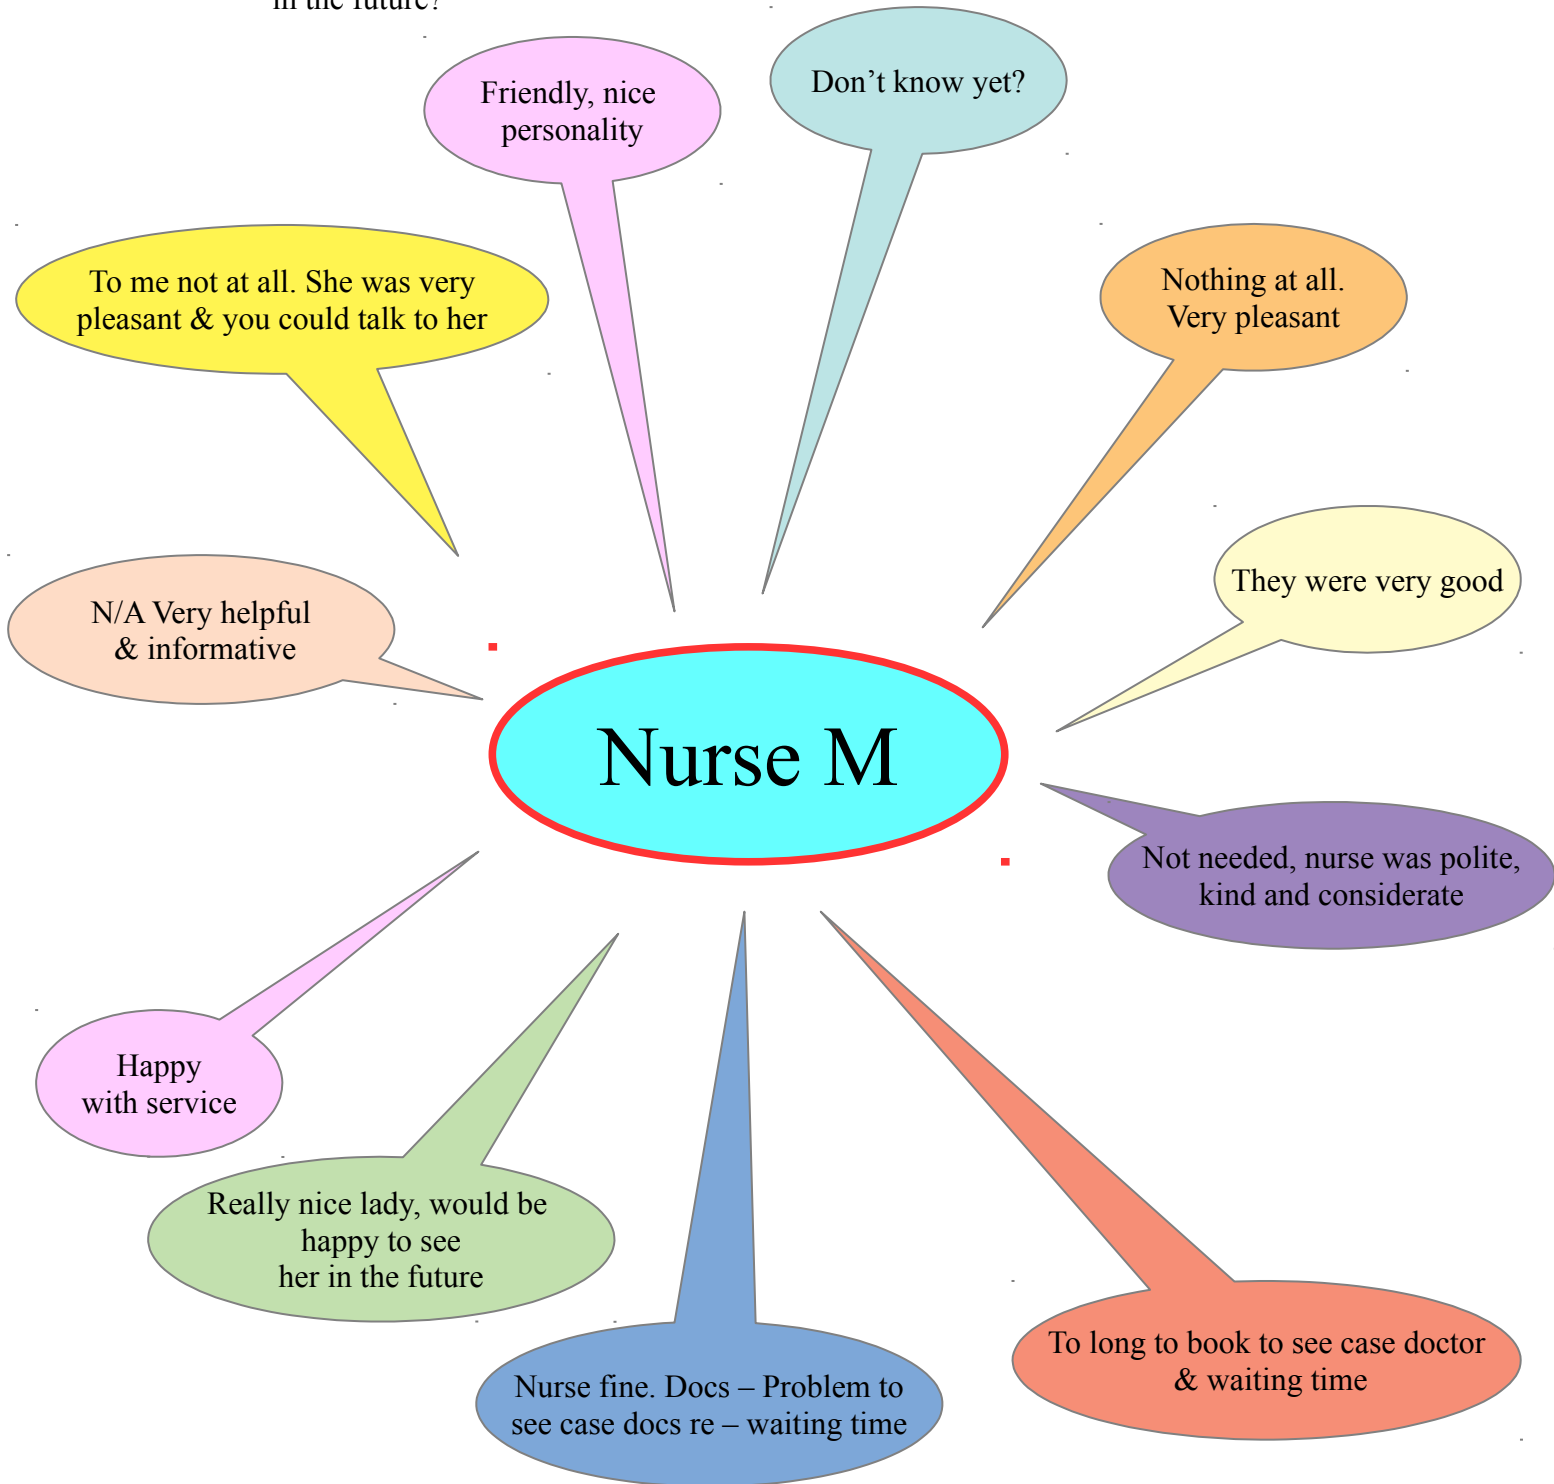 in the future?
Don’t know yet?
Friendly, nice
personality
To me not at all. She was very
pleasant & you could talk to her
Nothing at all.
Very pleasant
They were very good
N/A Very helpful
& informative
Nurse M
Not needed, nurse was polite,
kind and considerate
Happy
with service
Really nice lady, would be
happy to see
her in the future
To long to book to see case doctor
& waiting time
Nurse fine. Docs – Problem to
see case docs re – waiting time